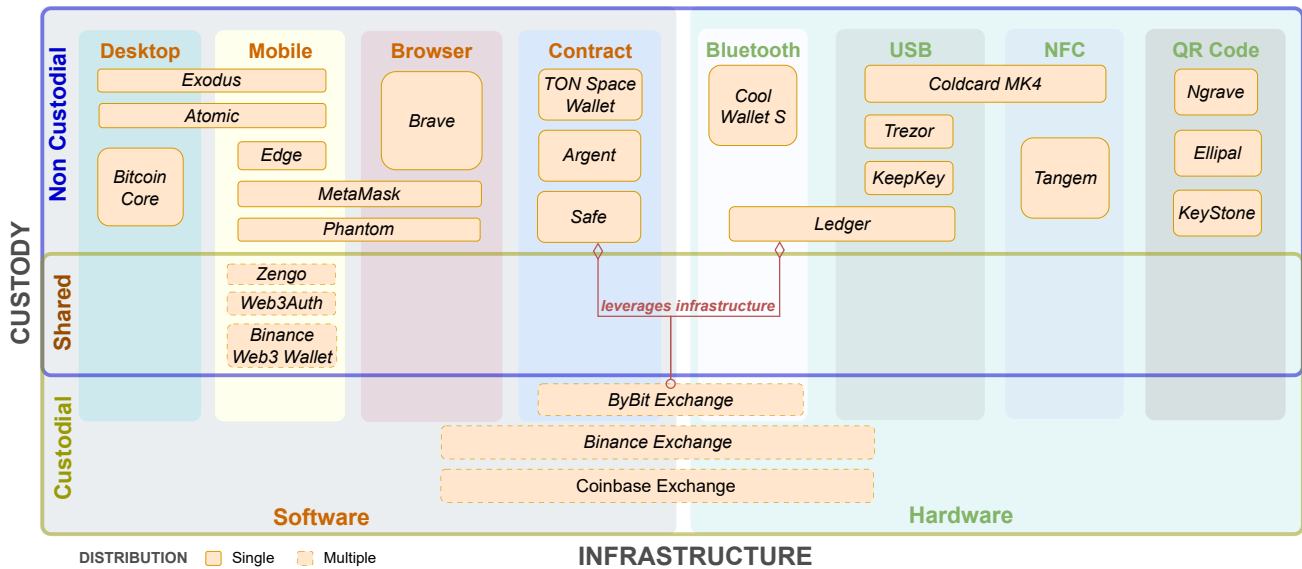 Desktop
Mobile
Browser
Contract
Bluetooth
USB
NFC
QR Code
CUSTODY
Non Custodial
Exodus
Atomic
Bitcoin
Core
Edge
MetaMask
Phantom
Brave
TON Space
Wallet
Argent
Safe
Cool
Wallet S
Coldcard MK4
Trezor
KeepKey
Ledger
Tangem
Ngrave
Ellipal
KeyStone
Shared
Zengo
Web3Auth
Binance
Web3 Wallet
leverages infrastructure
Custodial
ByBit Exchange
Binance Exchange
Coinbase Exchange
Software
Hardware
DISTRIBUTION
Single
Multiple
INFRASTRUCTURE